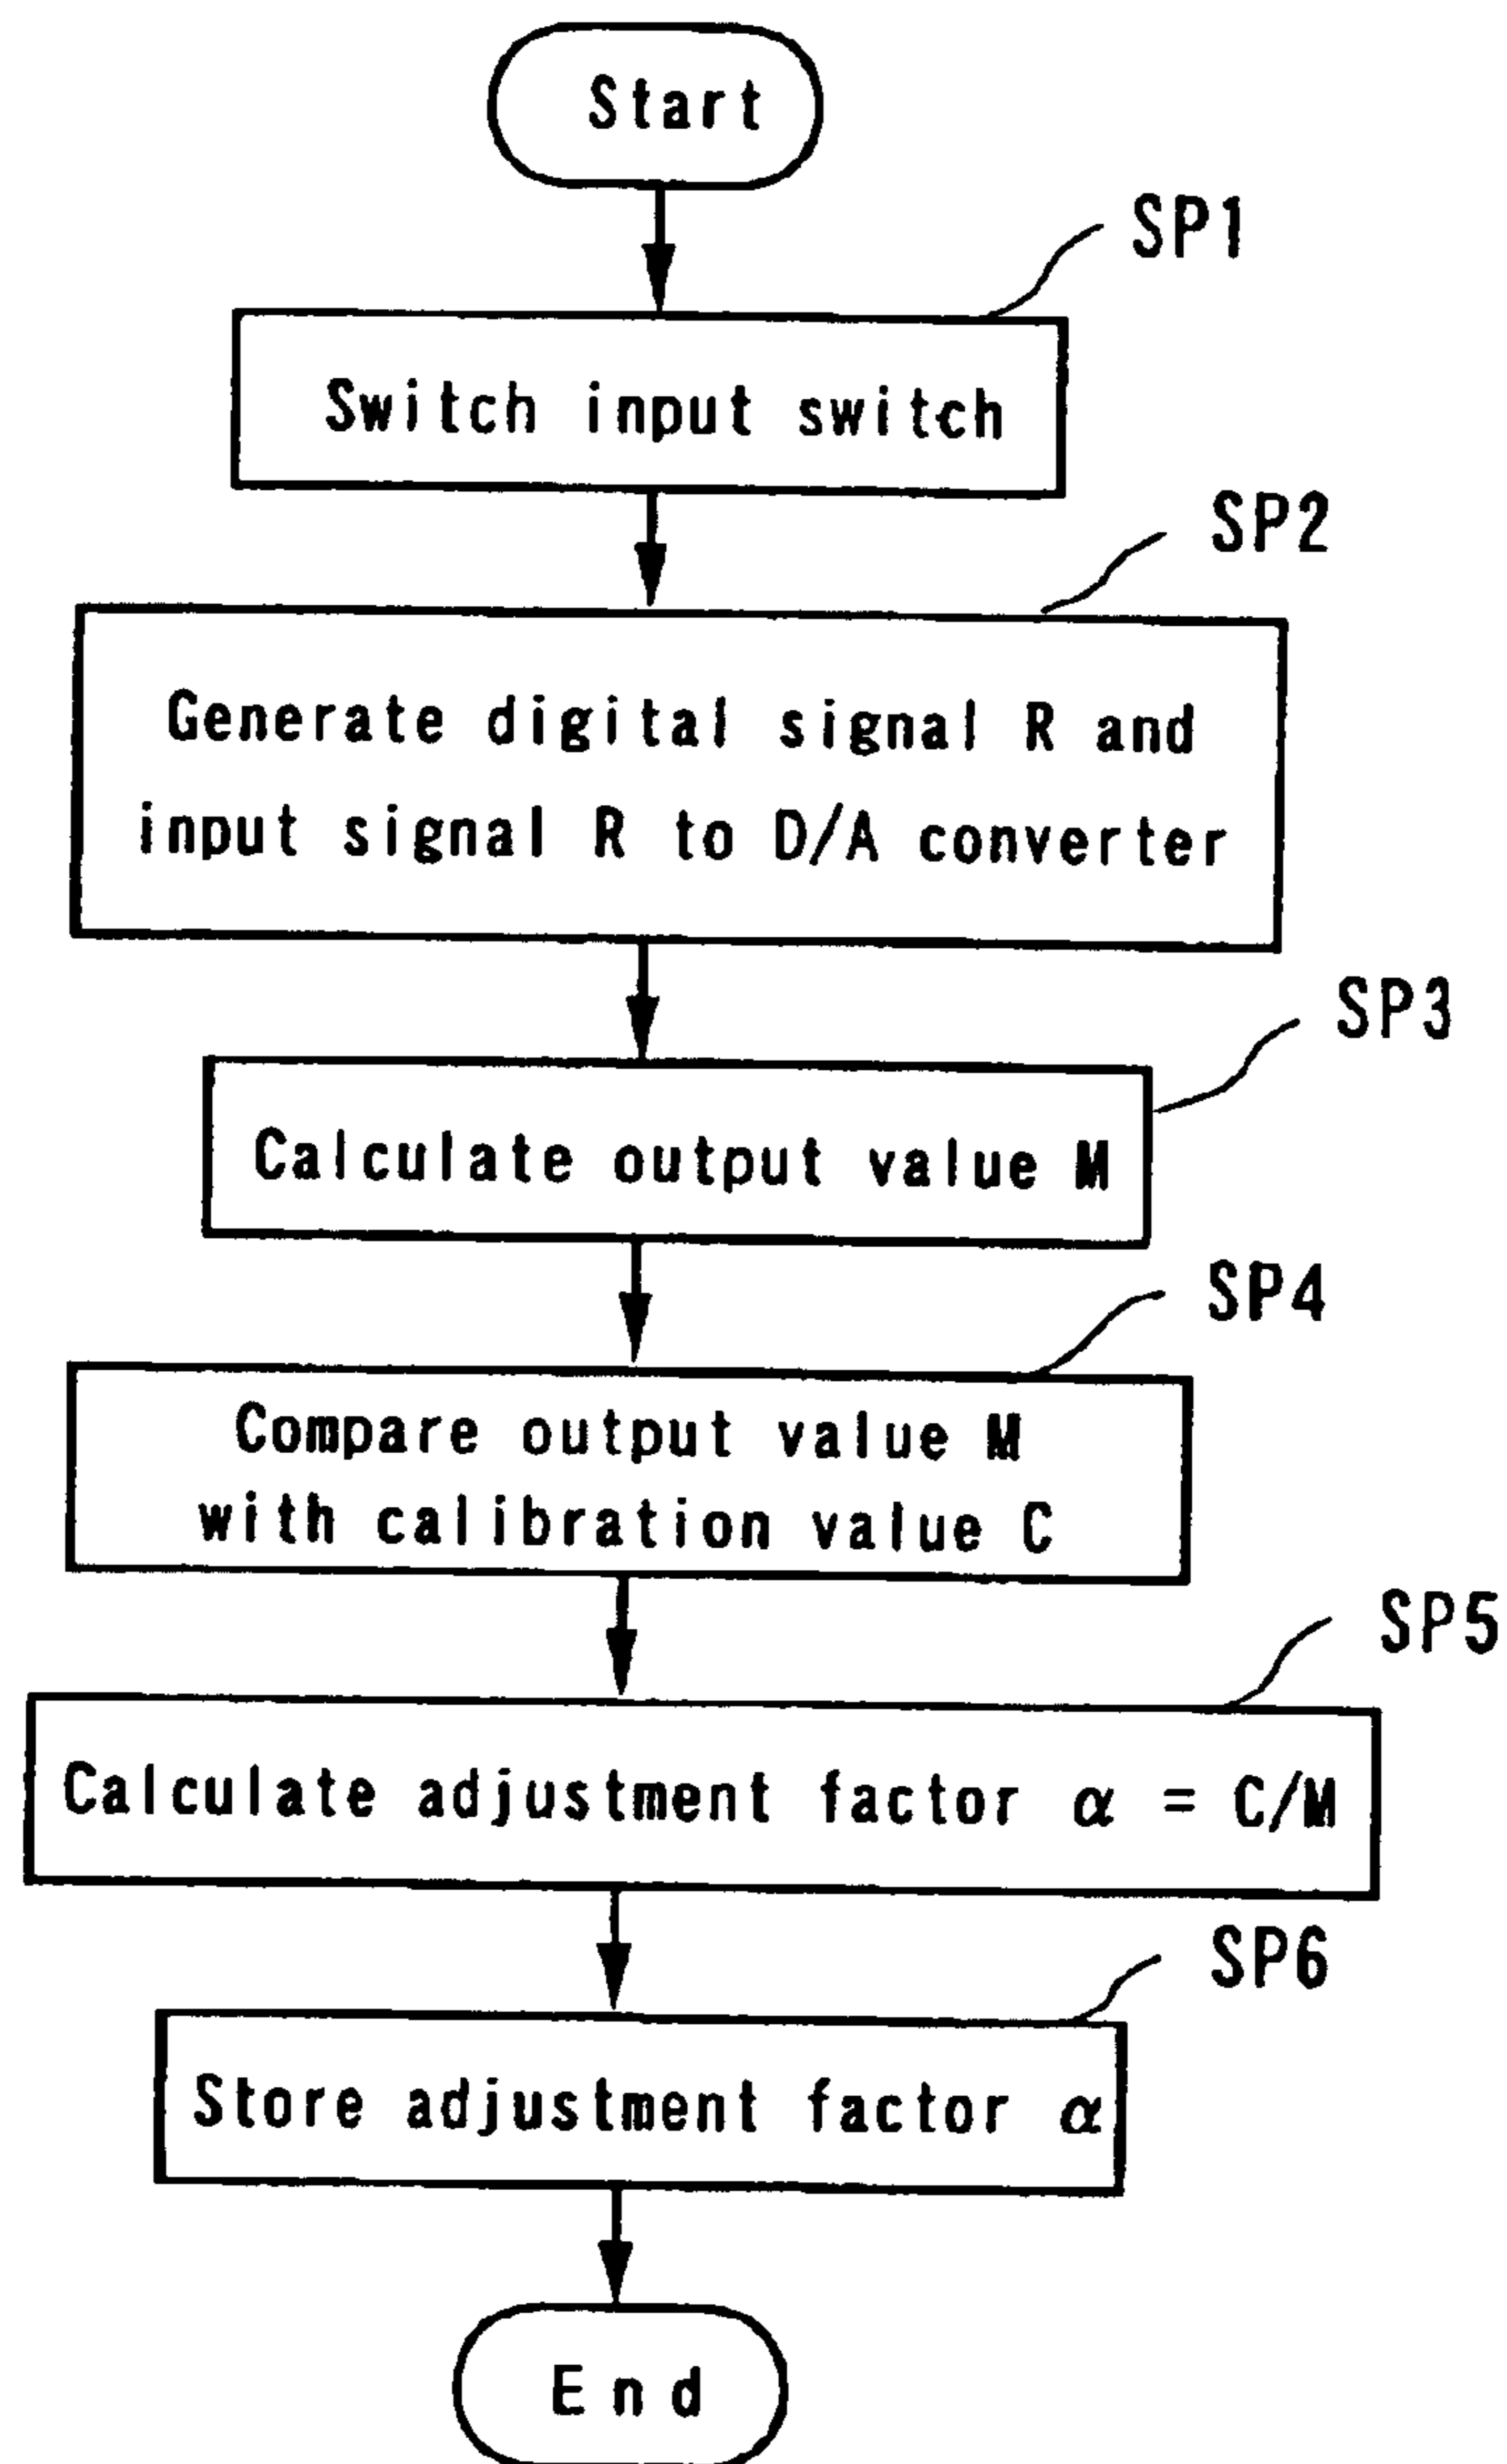 Start
SP1
Switch input switch
SP2
Generate digital signal R and
input signal R to D/A converter
SP3
Calculate output value M
SP4
Compare output value M
with calibration value C
SP5
Calculate adjustment factor α = C/M
SP6
Store adjustment factor α
End